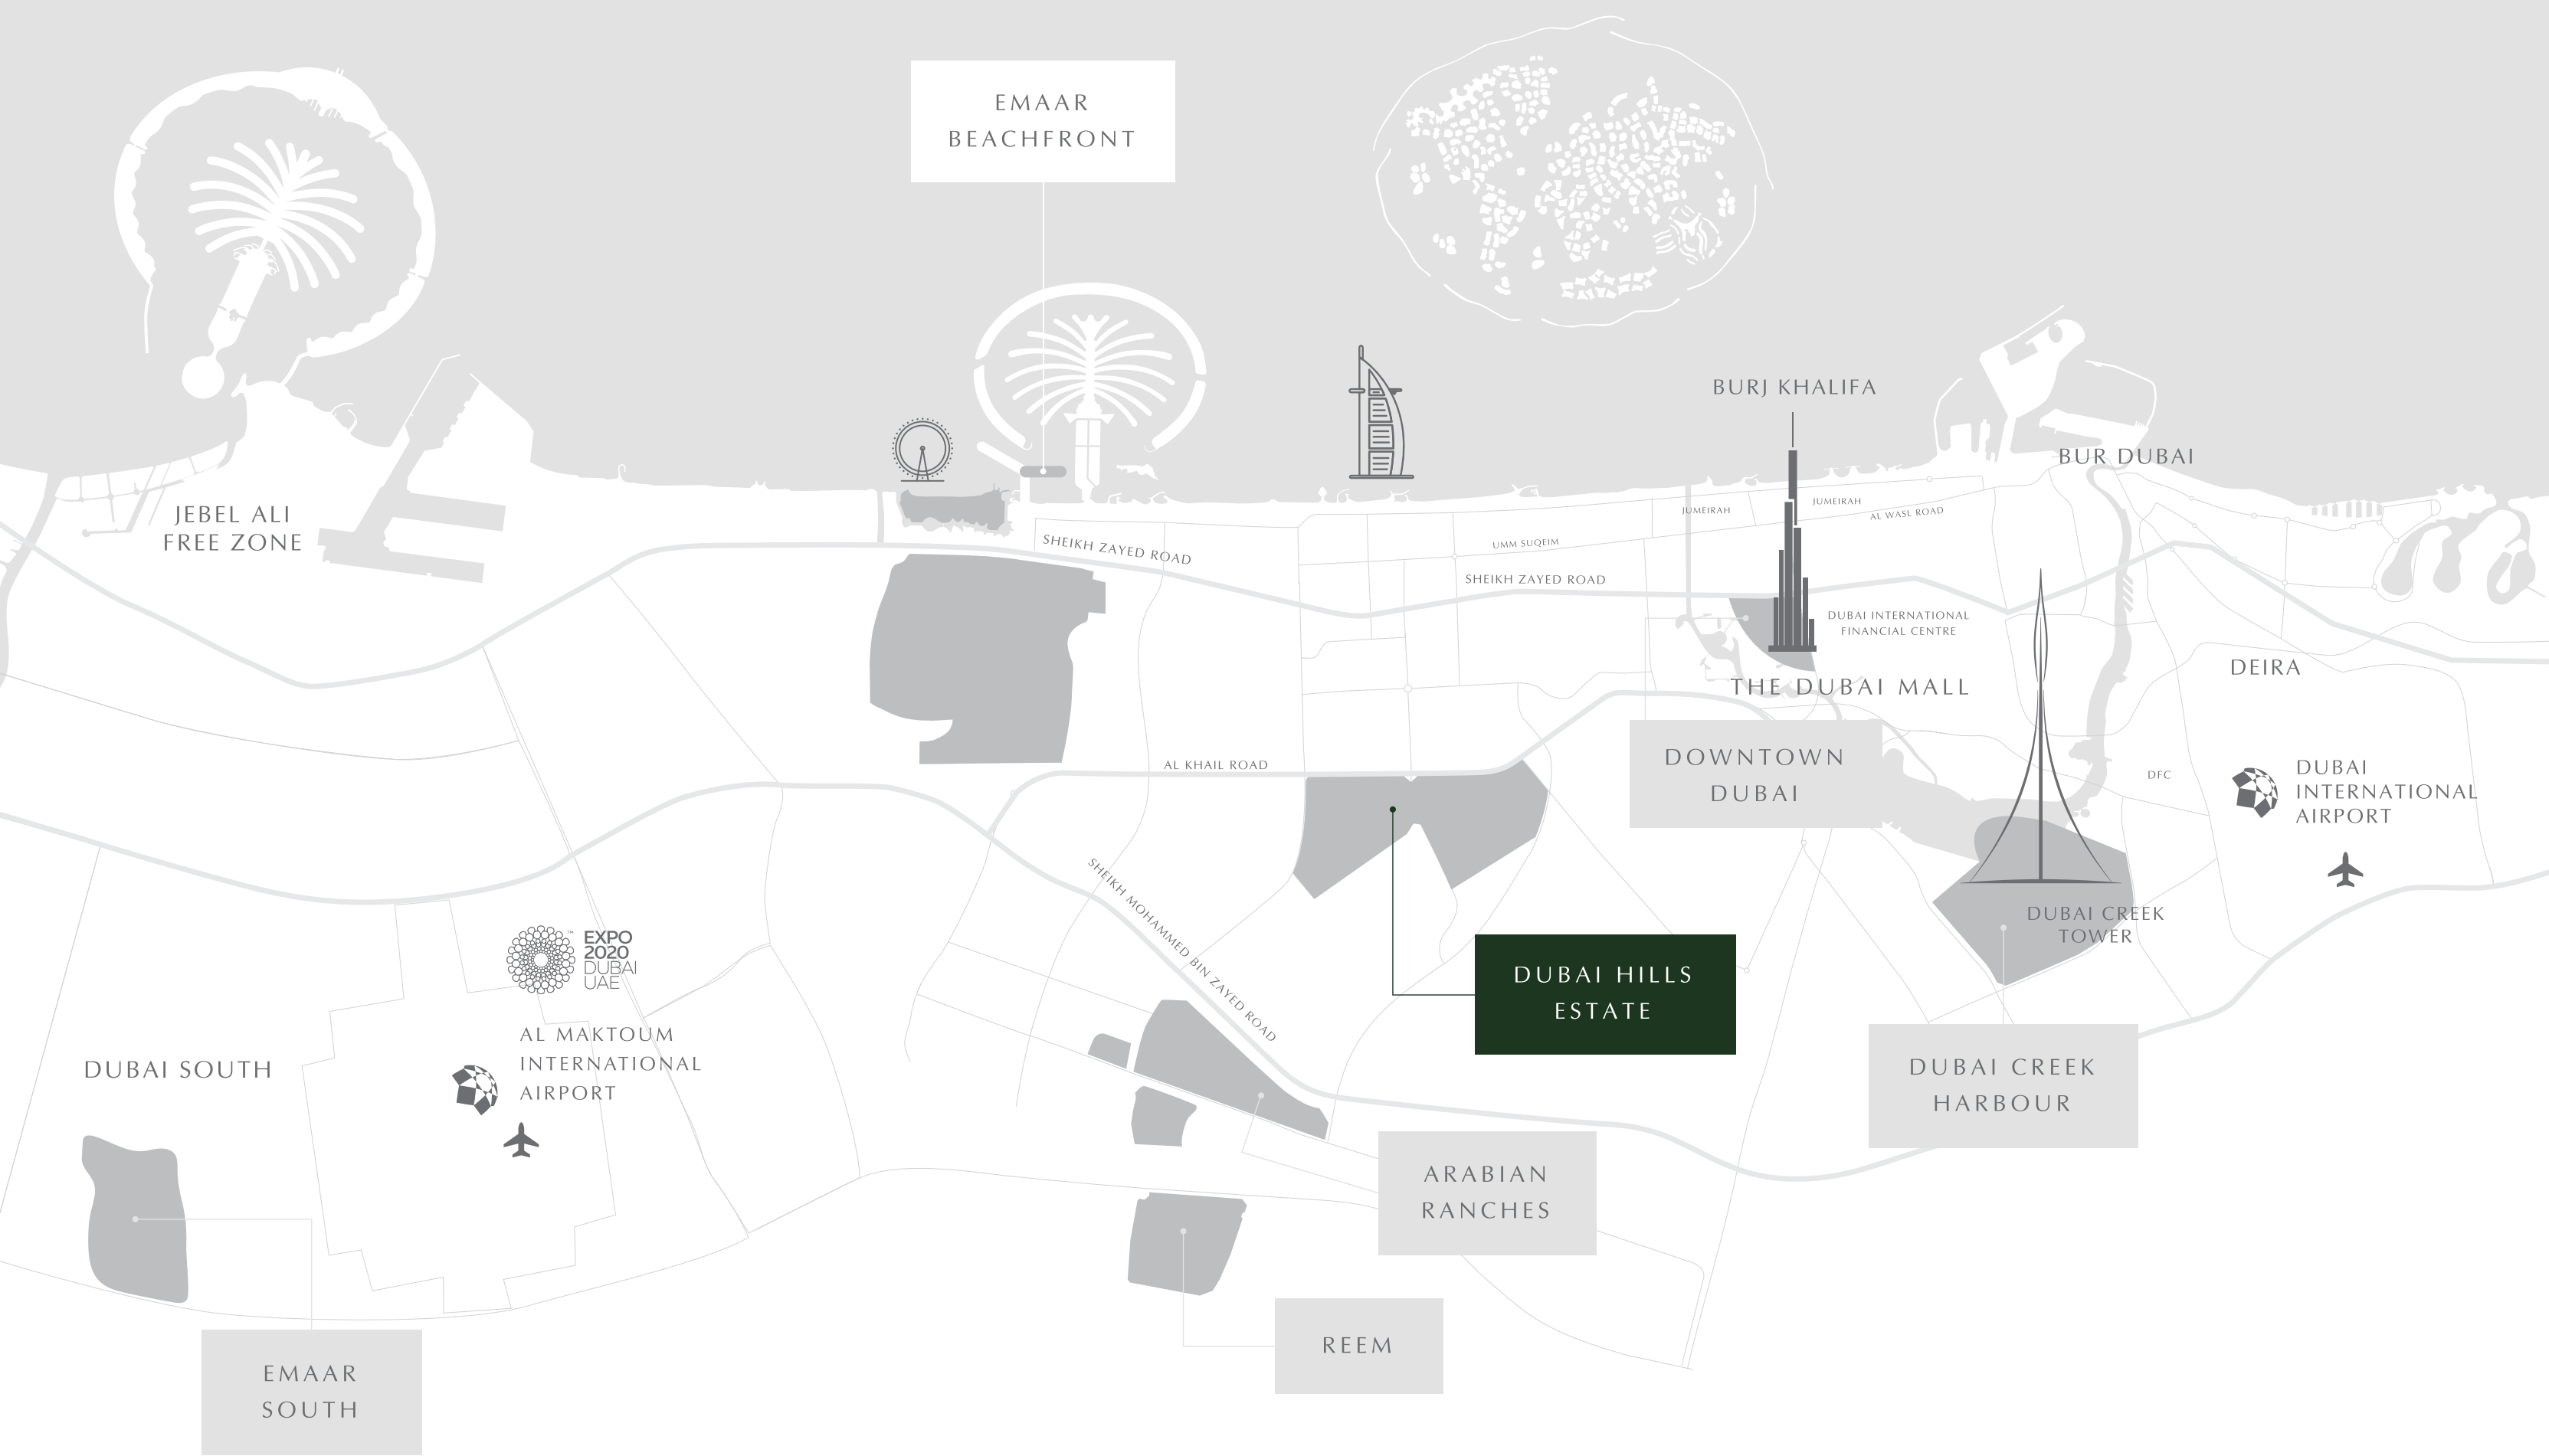 EMAAR
BEACHFRONT
BURJ KHALIFA
BUR DUBAI
JEBEL ALI
FREE ZONE
JUMEIRAH
JUMEIRAH
AL WASL ROAD
SHEIKH ZAYED ROAD
UMM SUQEIM
SHEIKH ZAYED ROAD
DUBAI INTERNATIONAL
FINANCIAL CENTRE
DEIRA
THE DUBAI MALL
DOWNTOWN
DUBAI
AL KHAIL ROAD
DFC
DUBAI
INTERNATIONAL
AIRPORT
SHEIKH MOHAMMED BIN ZAYED ROAD
DUBAI CREEK
TOWER
EXPO
2020
DUBAI
UAE
™
DUBAI HILLS
ESTATE
AL MAKTOUM
INTERNATIONAL
AIRPORT
DUBAI SOUTH
DUBAI CREEK
HARBOUR
ARABIAN
RANCHES
REEM
EMAAR
SOUTH